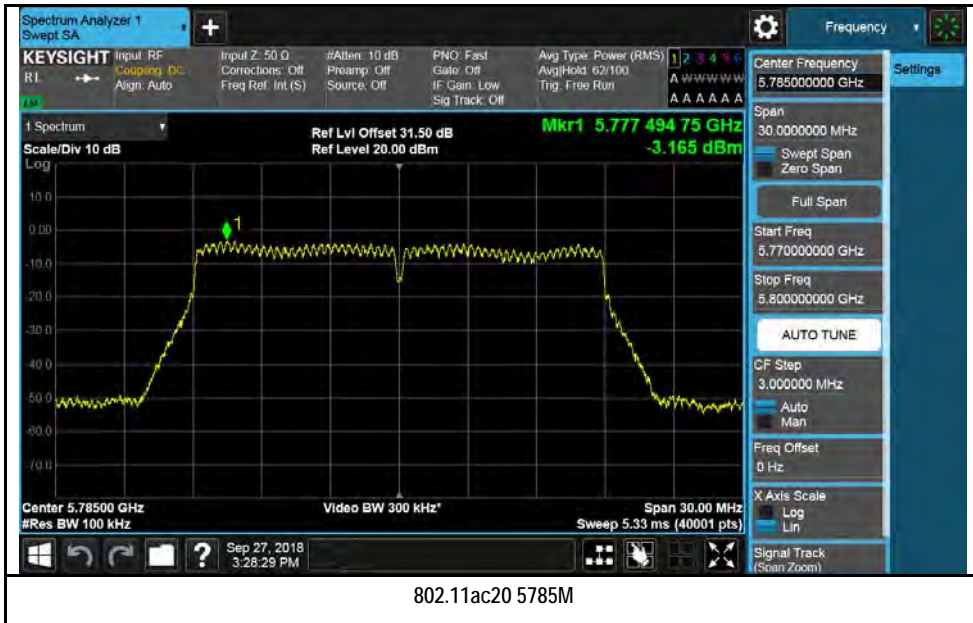 Spectrum Analyzer 1
Swept SA
+
Frequency
KEYSIGHT
RL
Input: RF
Coupling: DC
Align: Auto
Input Z: 50 Ω
Corrections: Off
Freq Ref: Int (S)
#Atten: 10 dB
Preamp: Off
Source: Off
PNO: Fast
Gate: Off
IF Gain: Low
Sig Track: Off
Avg Type: Power (RMS)
Avg|Hold: 62/100
Trig: Free Run
1 2 3 4 5 6
A W W W W W
A A A A A A
1 Spectrum
Scale/Div 10 dB
Log
Ref Lvl Offset 31.50 dB
Ref Level 20.00 dBm
Mkr1 5.777 494 75 GHz
-3.165 dBm
1
10.0
0.00
-10.0
-20.0
-30.0
-40.0
-50.0
-60.0
-70.0
Center 5.78500 GHz
#Res BW 100 kHz
Video BW 300 kHz*
Span 30.00 MHz
Sweep 5.33 ms (40001 pts)
?
Sep 27, 2018
3:28:29 PM
Center Frequency
5.785000000 GHz
Settings
Span
30.0000000 MHz
Swept Span
Zero Span
Full Span
Start Freq
5.770000000 GHz
Stop Freq
5.800000000 GHz
AUTO TUNE
CF Step
3.000000 MHz
Auto
Man
Freq Offset
0 Hz
X Axis Scale
Log
Lin
Signal Track
(Span Zoom)
802.11ac20 5785M